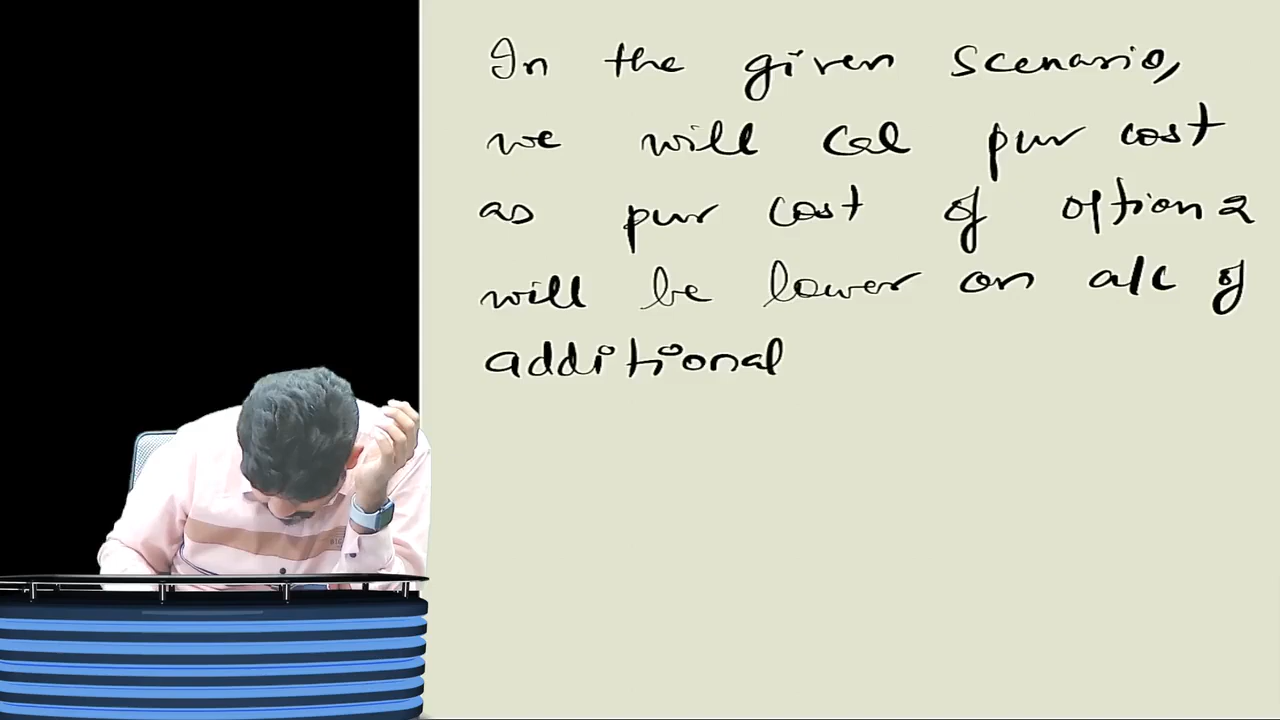 In the given scenario,
we will cal pur cost
as pur cost of option 2
will be lower on a/c of
additional